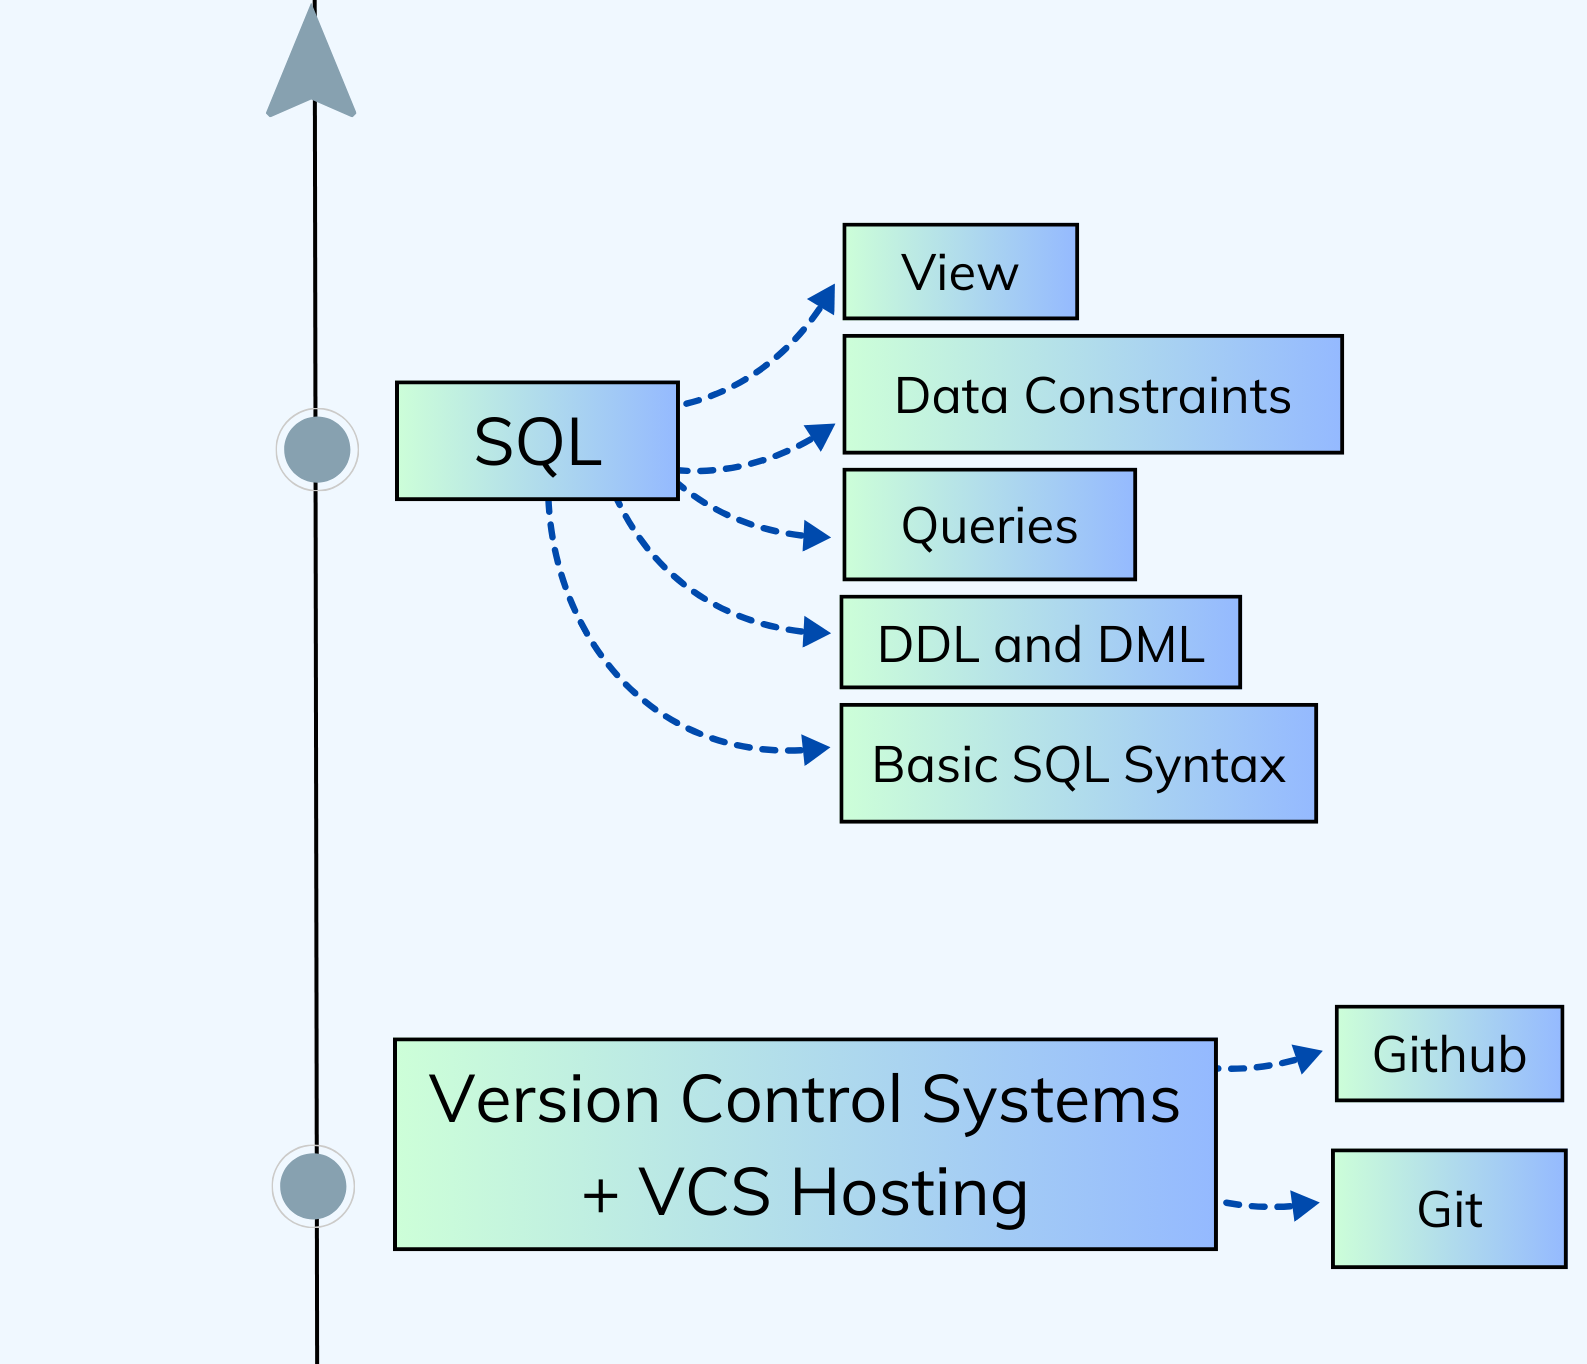 View
Data Constraints
SQL
Queries
DDL and DML
Basic SQL Syntax
Version Control Systems
+ VCS Hosting
Github
Git